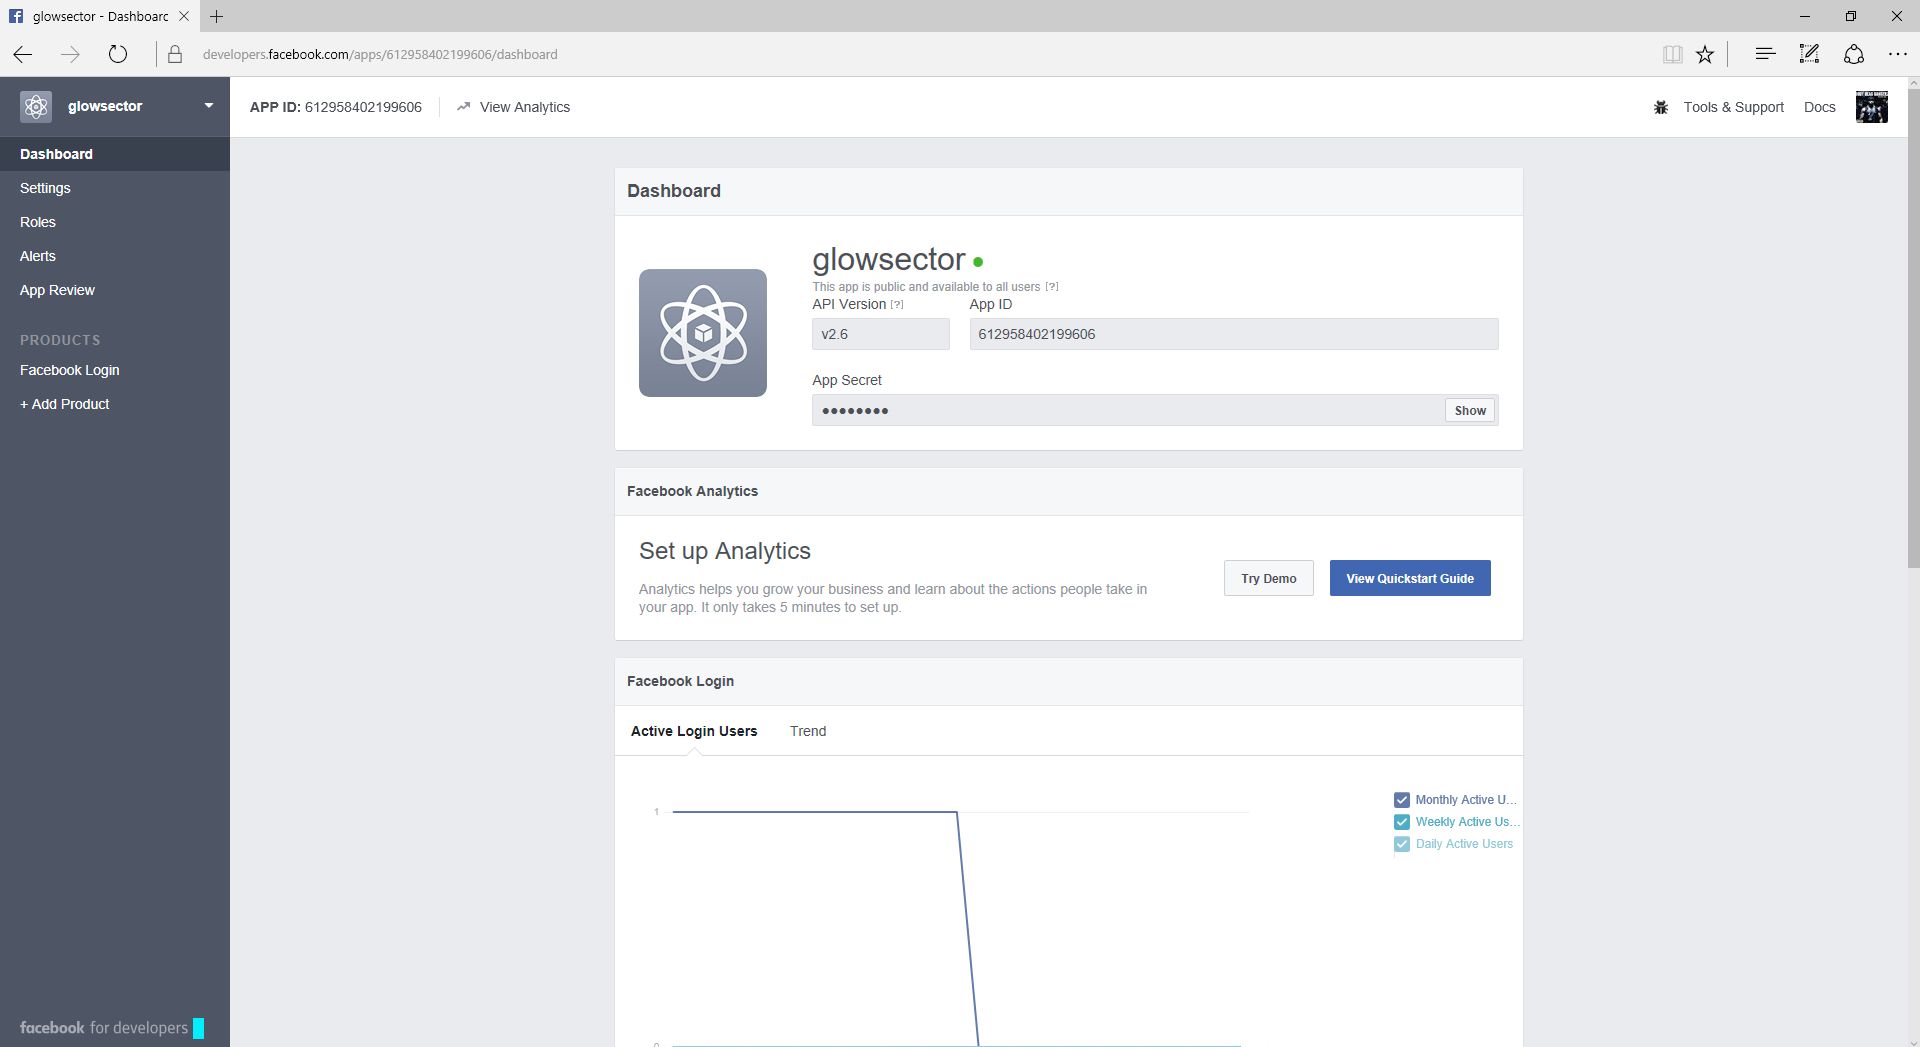 glowsector - Dashboard
developers.facebook.com/apps/612958402199606/dashboard
glowsector
APP ID: 612958402199606
View Analytics
Tools & Support
Docs
Dashboard
Settings
Roles
Alerts
App Review
PRODUCTS
Facebook Login
+ Add Product
facebook for developers
Dashboard
glowsector
This app is public and available to all users [?]
API Version [?]
App ID
v2.6
612958402199606
App Secret
••••••••
Show
Facebook Analytics
Set up Analytics
Analytics helps you grow your business and learn about the actions people take in
your app. It only takes 5 minutes to set up.
Try Demo
View Quickstart Guide
Facebook Login
Active Login Users
Trend
1
Monthly Active U...
Weekly Active Us...
Daily Active Users
0